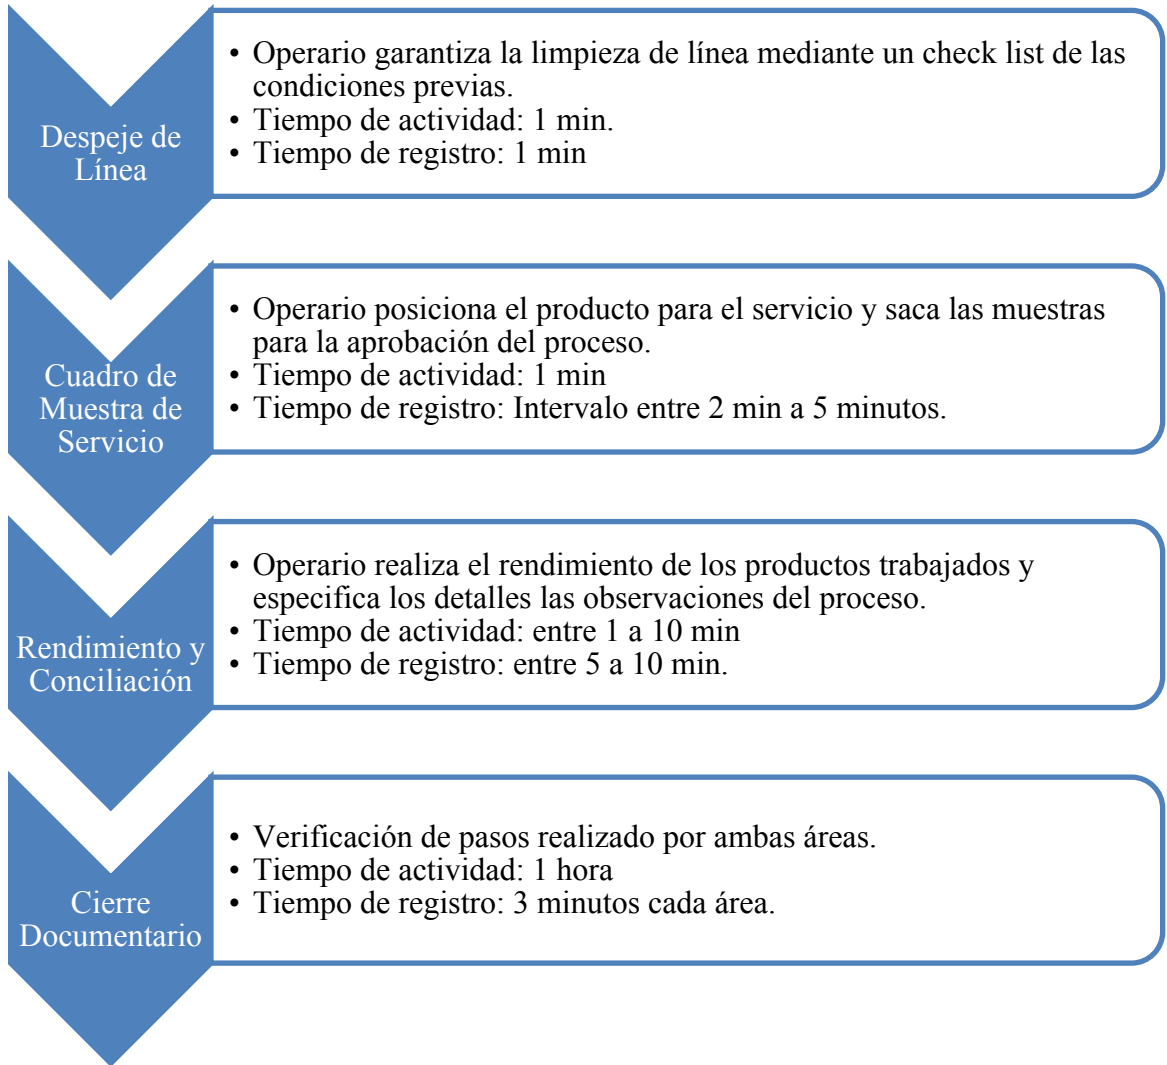 Despeje de
Línea
• Operario garantiza la limpieza de línea mediante un check list de las
condiciones previas.
• Tiempo de actividad: 1 min.
• Tiempo de registro: 1 min
Cuadro de
Muestra de
Servicio
• Operario posiciona el producto para el servicio y saca las muestras
para la aprobación del proceso.
• Tiempo de actividad: 1 min
• Tiempo de registro: Intervalo entre 2 min a 5 minutos.
Rendimiento y
Conciliación
• Operario realiza el rendimiento de los productos trabajados y
especifica los detalles las observaciones del proceso.
• Tiempo de actividad: entre 1 a 10 min
• Tiempo de registro: entre 5 a 10 min.
Cierre
Documentario
• Verificación de pasos realizado por ambas áreas.
• Tiempo de actividad: 1 hora
• Tiempo de registro: 3 minutos cada área.